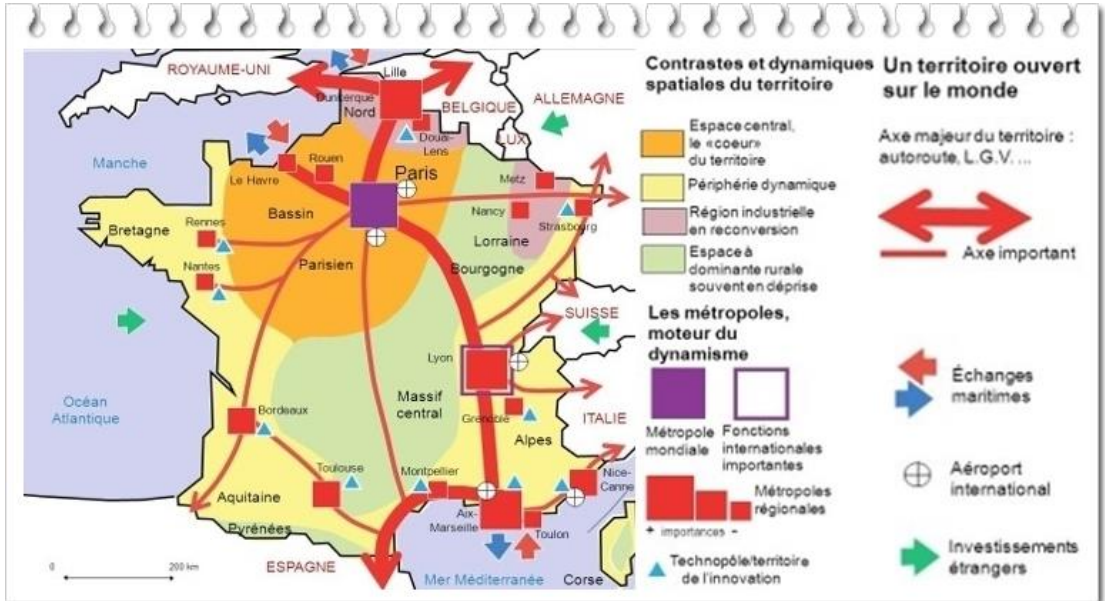 ROYAUME-UNI
Lille
Dunkerque
Nord
BELGIQUE
ALLEMAGNE
Douai-
Lens
LUX
Manche
Le Havre
Rouen
Paris
Metz
Bassin
Nancy
Strasbourg
Rennes
Bretagne
Lorraine
Parisien
Bourgogne
Nantes
SUISSE
Lyon
Océan
Atlantique
Massif
central
Bordeaux
Grenoble
Alpes
ITALIE
Toulouse
Montpellier
Nice-
Canne
Aquitaine
Aix-
Marseille
Toulon
Pyrénées
ESPAGNE
Mer Méditerranée
Corse
0
200 km
Contrastes et dynamiques
spatiales du territoire
Espace central,
le «coeur»
du territoire
Périphérie dynamique
Région industrielle
en reconversion
Espace à
dominante rurale
souvent en déprise
Les métropoles,
moteur du
dynamisme
Métropole
mondiale
Fonctions
internationales
importantes
Métropoles
régionales
+ importances -
Technopôle/territoire
de l'innovation
Un territoire ouvert
sur le monde
Axe majeur du territoire :
autoroute, L.G.V. ...
Axe important
Échanges
maritimes
Aéroport
international
Investissements
étrangers